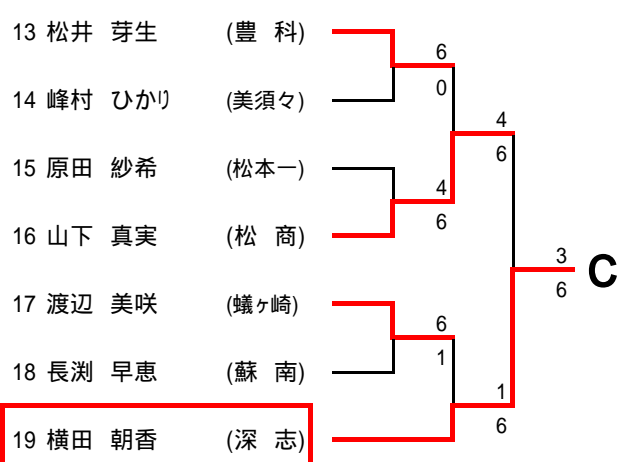 13 松井 芽生 (豊 科)
6
0
14 峰村 ひかり (美須々)
4
6
15 原田 紗希 (松本一)
4
6
16 山下 真実 (松 商)
3
6
C
17 渡辺 美咲 (蟻ヶ崎)
6
1
18 長渕 早恵 (蘇 南)
1
6
19 横田 朝香 (深 志)